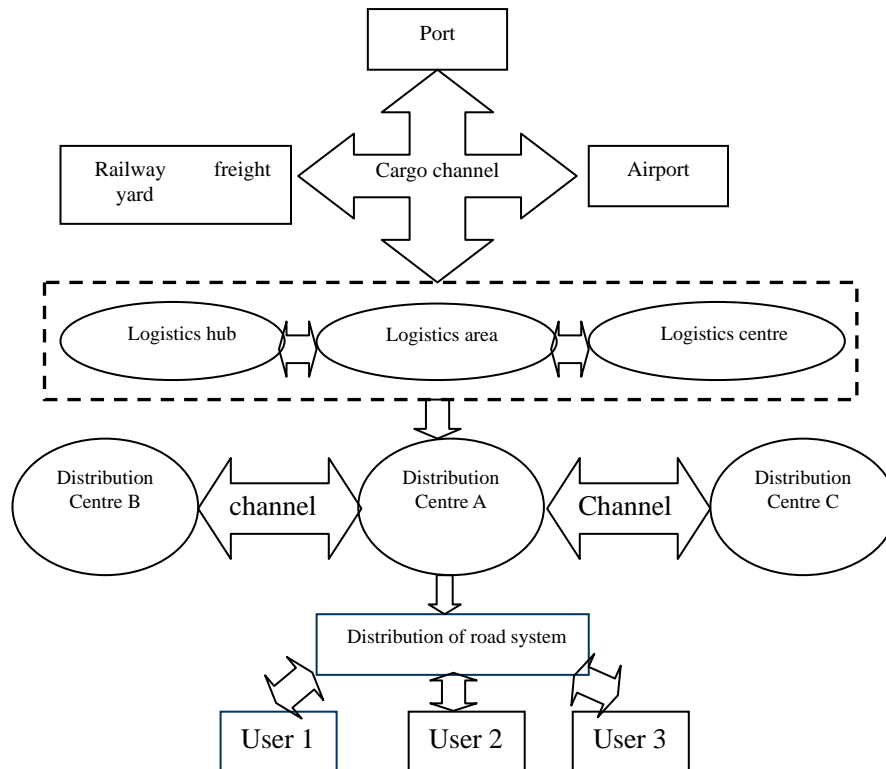 Port
Railway freight
yard
Cargo channel
Airport
Logistics hub
Logistics area
Logistics centre
Distribution
Centre B
channel
Distribution
Centre A
Channel
Distribution
Centre C
Distribution of road system
User 1
User 2
User 3